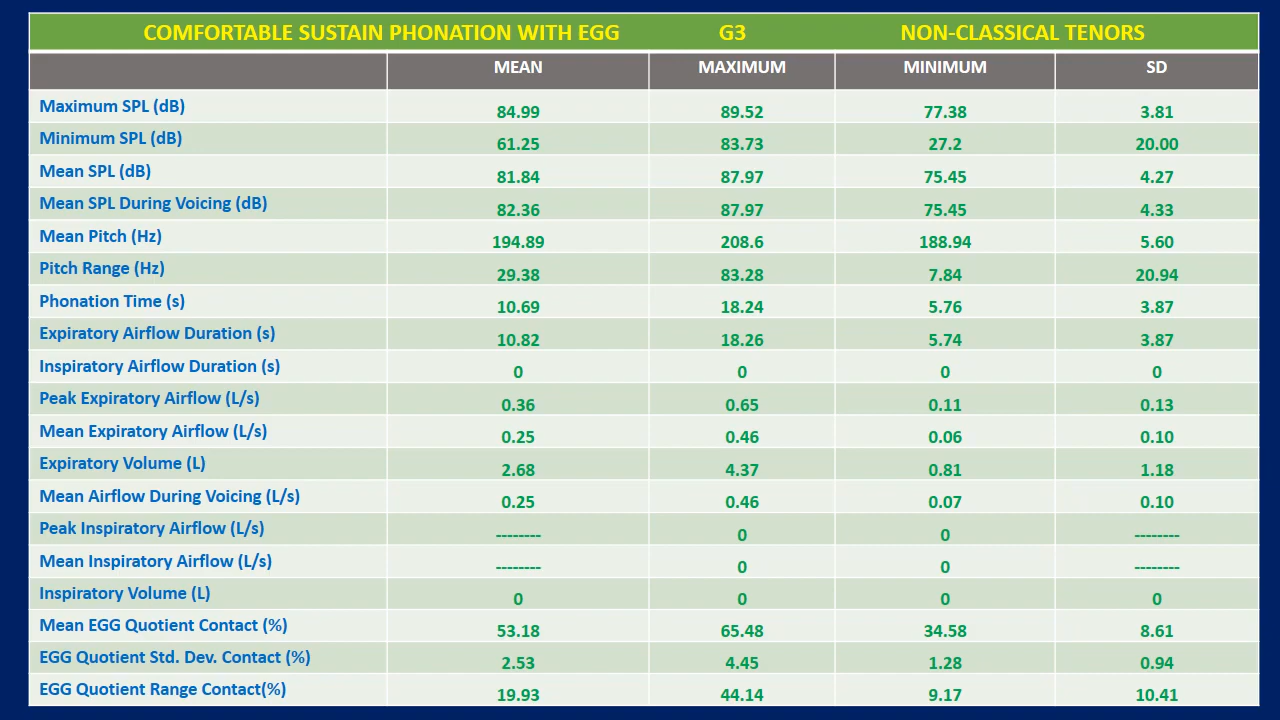 COMFORTABLE SUSTAIN PHONATION WITH EGG G3 NON-CLASSICAL TENORS
MEAN MAXIMUM MINIMUM SD
Maximum SPL (dB) 84.99 89.52 77.38 3.81
Minimum SPL (dB) 61.25 83.73 27.2 20.00
Mean SPL (dB) 81.84 87.97 75.45 4.27
Mean SPL During Voicing (dB) 82.36 87.97 75.45 4.33
Mean Pitch (Hz) 194.89 208.6 188.94 5.60
Pitch Range (Hz) 29.38 83.28 7.84 20.94
Phonation Time (s) 10.69 18.24 5.76 3.87
Expiratory Airflow Duration (s) 10.82 18.26 5.74 3.87
Inspiratory Airflow Duration (s) 0 0 0 0
Peak Expiratory Airflow (L/s) 0.36 0.65 0.11 0.13
Mean Expiratory Airflow (L/s) 0.25 0.46 0.06 0.10
Expiratory Volume (L) 2.68 4.37 0.81 1.18
Mean Airflow During Voicing (L/s) 0.25 0.46 0.07 0.10
Peak Inspiratory Airflow (L/s) -------- 0 0 --------
Mean Inspiratory Airflow (L/s) -------- 0 0 --------
Inspiratory Volume (L) 0 0 0 0
Mean EGG Quotient Contact (%) 53.18 65.48 34.58 8.61
EGG Quotient Std. Dev. Contact (%) 2.53 4.45 1.28 0.94
EGG Quotient Range Contact(%) 19.93 44.14 9.17 10.41